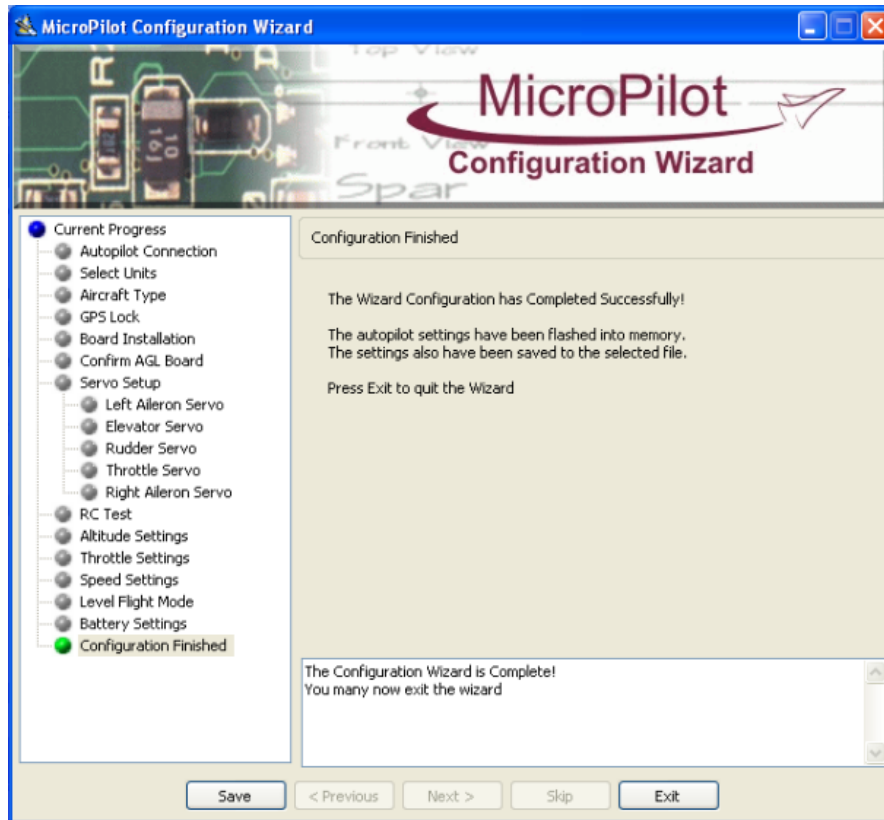 MicroPilot Configuration Wizard
Top View
MicroPilot
Front View
Configuration Wizard
Spar
10
16j
Current Progress
Autopilot Connection
Select Units
Aircraft Type
GPS Lock
Board Installation
Confirm AGL Board
Servo Setup
Left Aileron Servo
Elevator Servo
Rudder Servo
Throttle Servo
Right Aileron Servo
RC Test
Altitude Settings
Throttle Settings
Speed Settings
Level Flight Mode
Battery Settings
Configuration Finished
Configuration Finished
The Wizard Configuration has Completed Successfully!
The autopilot settings have been flashed into memory.
The settings also have been saved to the selected file.
Press Exit to quit the Wizard
The Configuration Wizard is Complete!
You many now exit the wizard
Save
< Previous
Next >
Skip
Exit